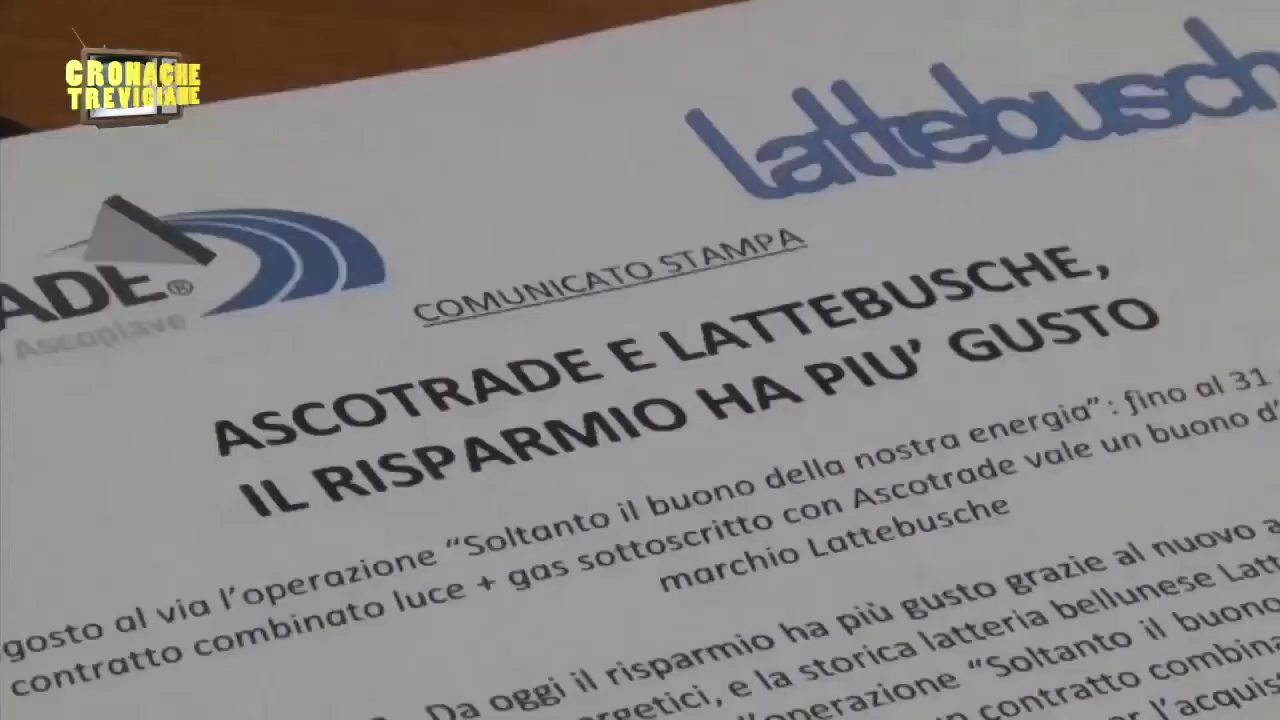 CRONACHE
TREVIGIANE
lattebusch
ADE®
Ascopiave
COMUNICATO STAMPA
ASCOTRADE E LATTEBUSCHE,
IL RISPARMIO HA PIU' GUSTO
gosto al via l'operazione “Soltanto il buono della nostra energia”: fino al 31
contratto combinato luce + gas sottoscritto con Ascotrade vale un buono d'
marchio Lattebusche
Da oggi il risparmio ha più gusto grazie al nuovo a
rgetici, e la storica latteria bellunese Latt
l'operazione “Soltanto il buono
n contratto combina
r l'acquis